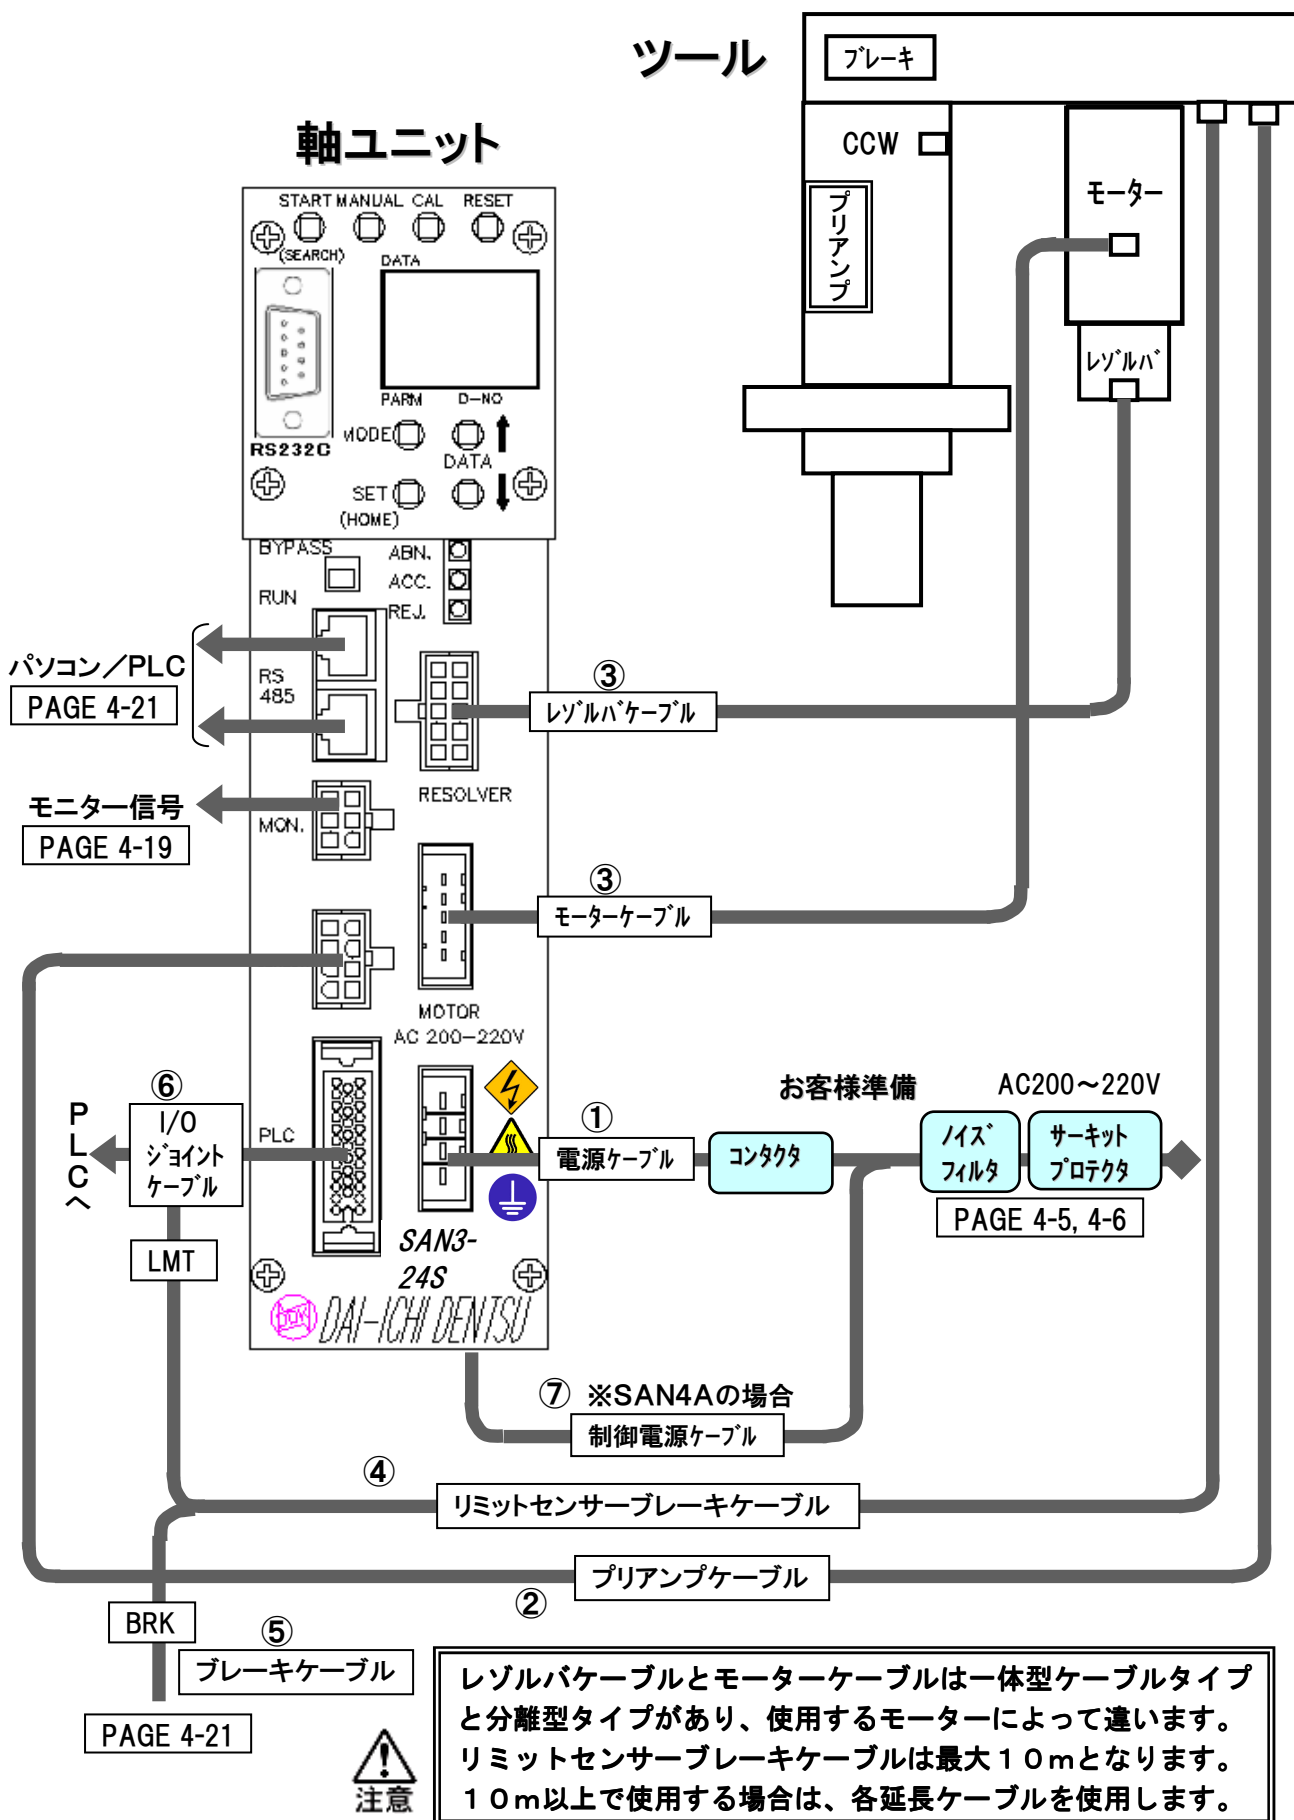 ツール
ブレーキ
軸ユニット
CCW
プリアンプ
モーター
レゾルバ
START MANUAL CAL RESET
(SEARCH)
DATA
PARM D-NO
RS232C
MODE
DATA
SET
(HOME)
BYPASS
ABN.
ACC.
RUN
REJ.
パソコン／PLC
PAGE 4-21
RS
485
③
レゾルバケーブル
RESOLVER
モニター信号
PAGE 4-19
MON.
③
モーターケーブル
MOTOR
AC 200-220V
お客様準備
AC200～220V
⑥
I/O
ジョイント
ケーブル
PLCへ
PLC
①
電源ケーブル
コンタクタ
ノイズ
フィルタ
サーキット
プロテクタ
PAGE 4-5, 4-6
LMT
SAN3-
24S
DDK DAI-ICHI DENTSU
⑦ ※SAN4Aの場合
制御電源ケーブル
④
リミットセンサーブレーキケーブル
プリアンプケーブル
②
BRK
⑤
ブレーキケーブル
PAGE 4-21
注意
レゾルバケーブルとモーターケーブルは一体型ケーブルタイプ
と分離型タイプがあり、使用するモーターによって違います。
リミットセンサーブレーキケーブルは最大１０ｍとなります。
１０ｍ以上で使用する場合は、各延長ケーブルを使用します。